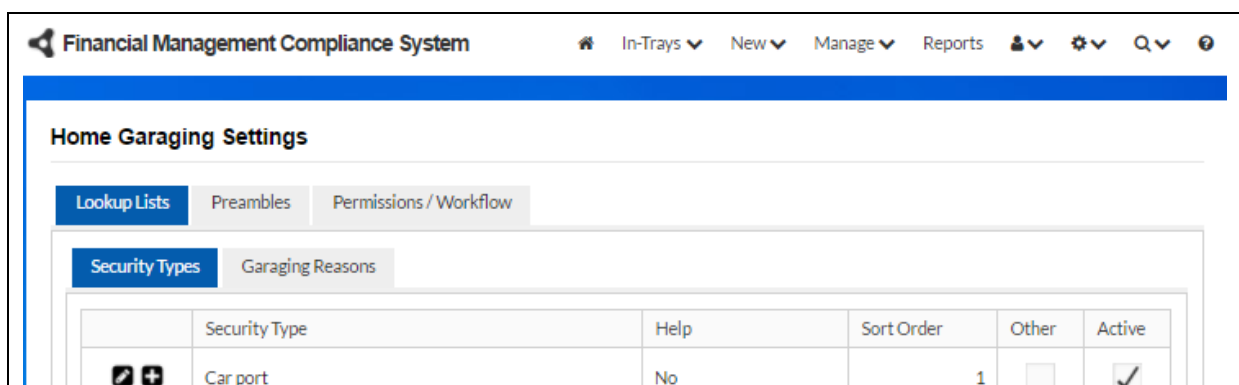 Financial Management Compliance System In-Trays New Manage Reports
Home Garaging Settings
Lookup Lists Preambles Permissions / Workflow
Security Types Garaging Reasons
Security Type Help Sort Order Other Active
Car port No 1